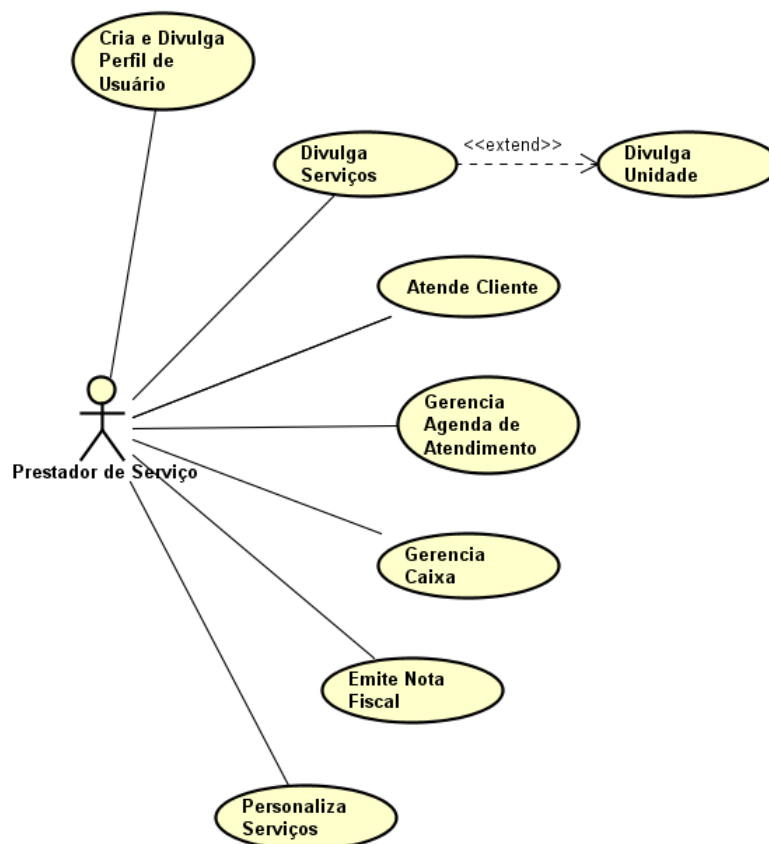 Cria e Divulga
Perfil de
Usuário
Divulga
Serviços
<<extend>>
Divulga
Unidade
Atende Cliente
Gerencia
Agenda de
Atendimento
Prestador de Serviço
Gerencia
Caixa
Emite Nota
Fiscal
Personaliza
Serviços